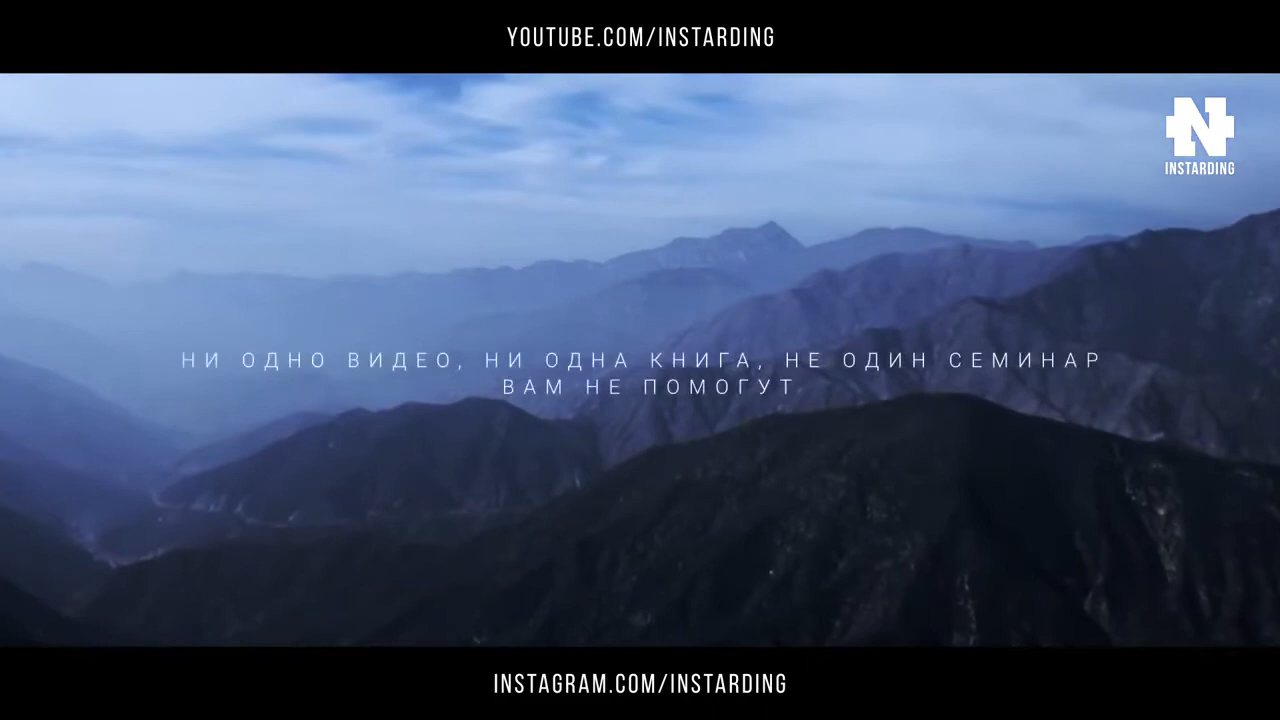 YOUTUBE.COM/INSTARDING
N
INSTARDING
НИ ОДНО ВИДЕО, НИ ОДНА КНИГА, НЕ ОДИН СЕМИНАР
ВАМ НЕ ПОМОГУТ
INSTAGRAM.COM/INSTARDING